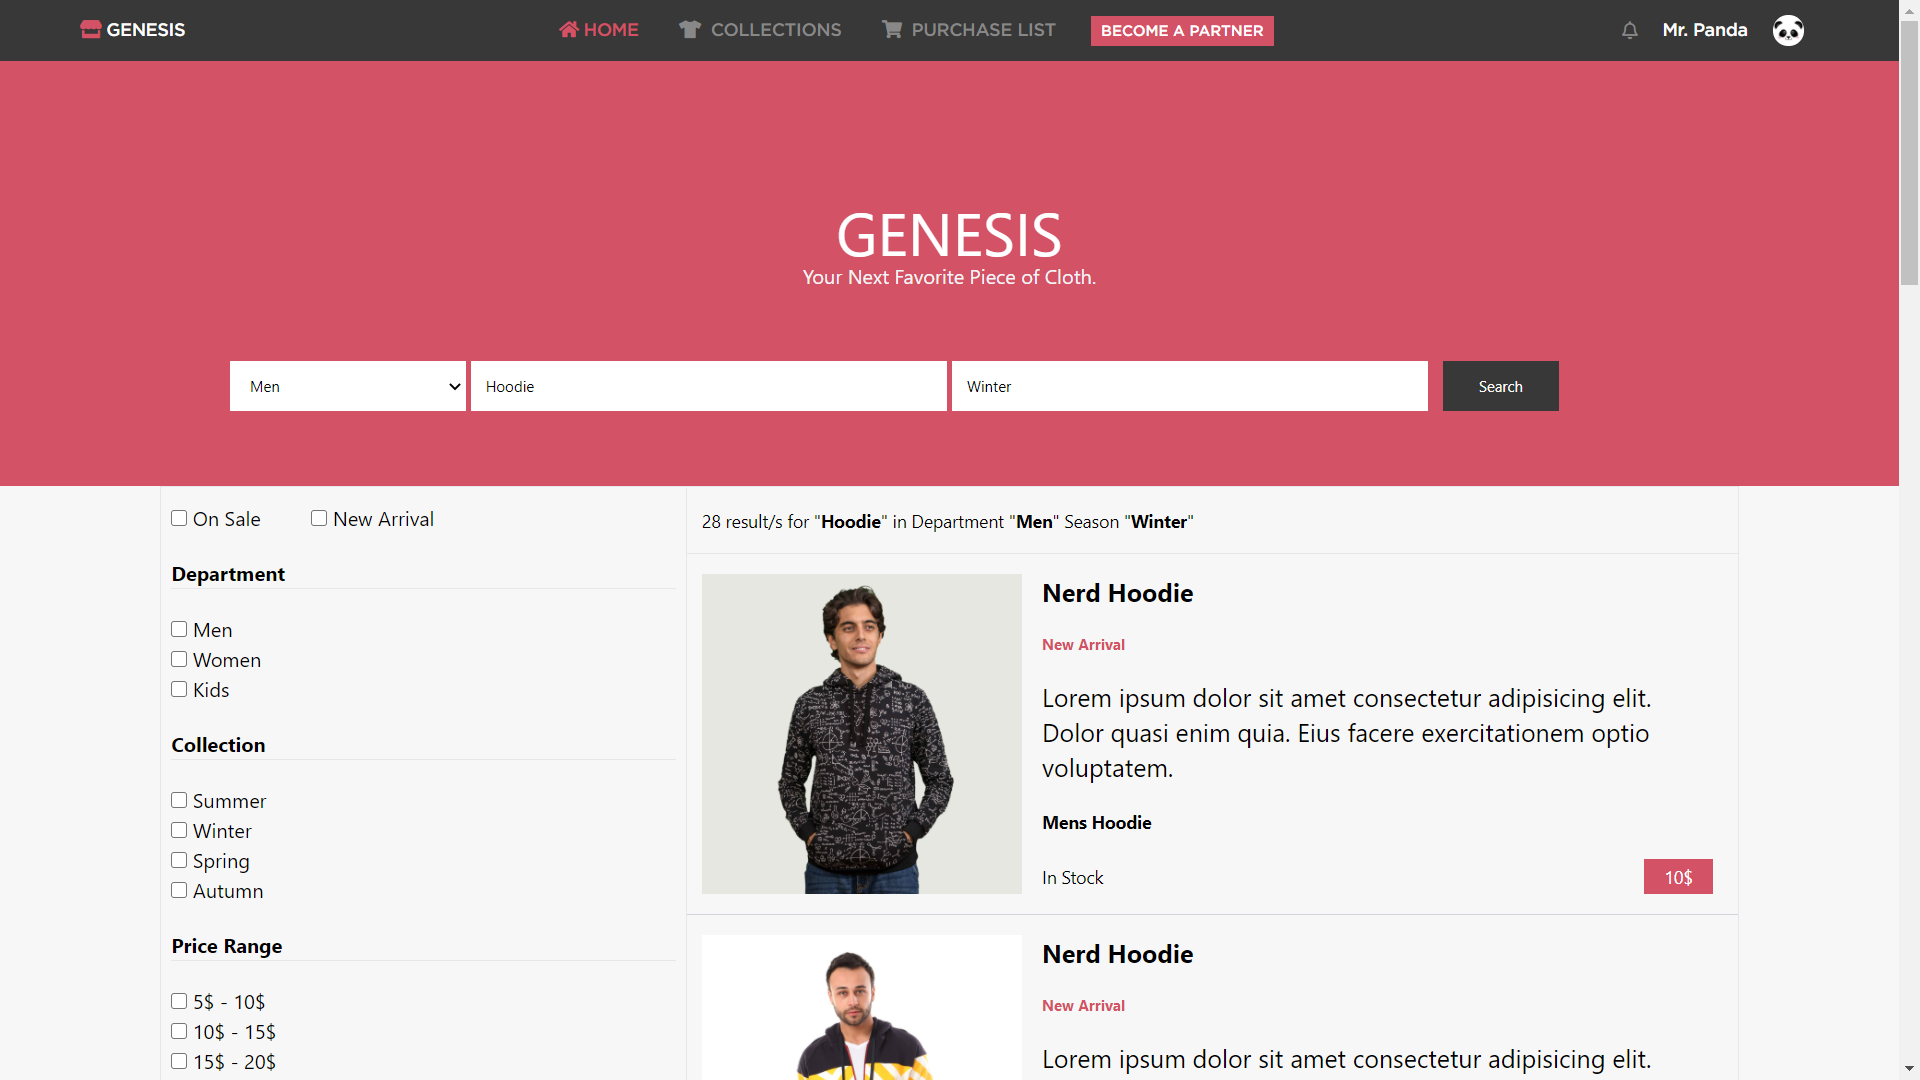 GENESIS
HOME
COLLECTIONS
PURCHASE LIST
BECOME A PARTNER
Mr. Panda
GENESIS
Your Next Favorite Piece of Cloth.
Men
Hoodie
Winter
Search
On Sale
New Arrival
Department
Men
Women
Kids
Collection
Summer
Winter
Spring
Autumn
Price Range
5$ - 10$
10$ - 15$
15$ - 20$
28 result/s for "Hoodie" in Department "Men" Season "Winter"
Nerd Hoodie
New Arrival
Lorem ipsum dolor sit amet consectetur adipisicing elit.
Dolor quasi enim quia. Eius facere exercitationem optio
voluptatem.
Mens Hoodie
In Stock
10$
Nerd Hoodie
New Arrival
Lorem ipsum dolor sit amet consectetur adipisicing elit.